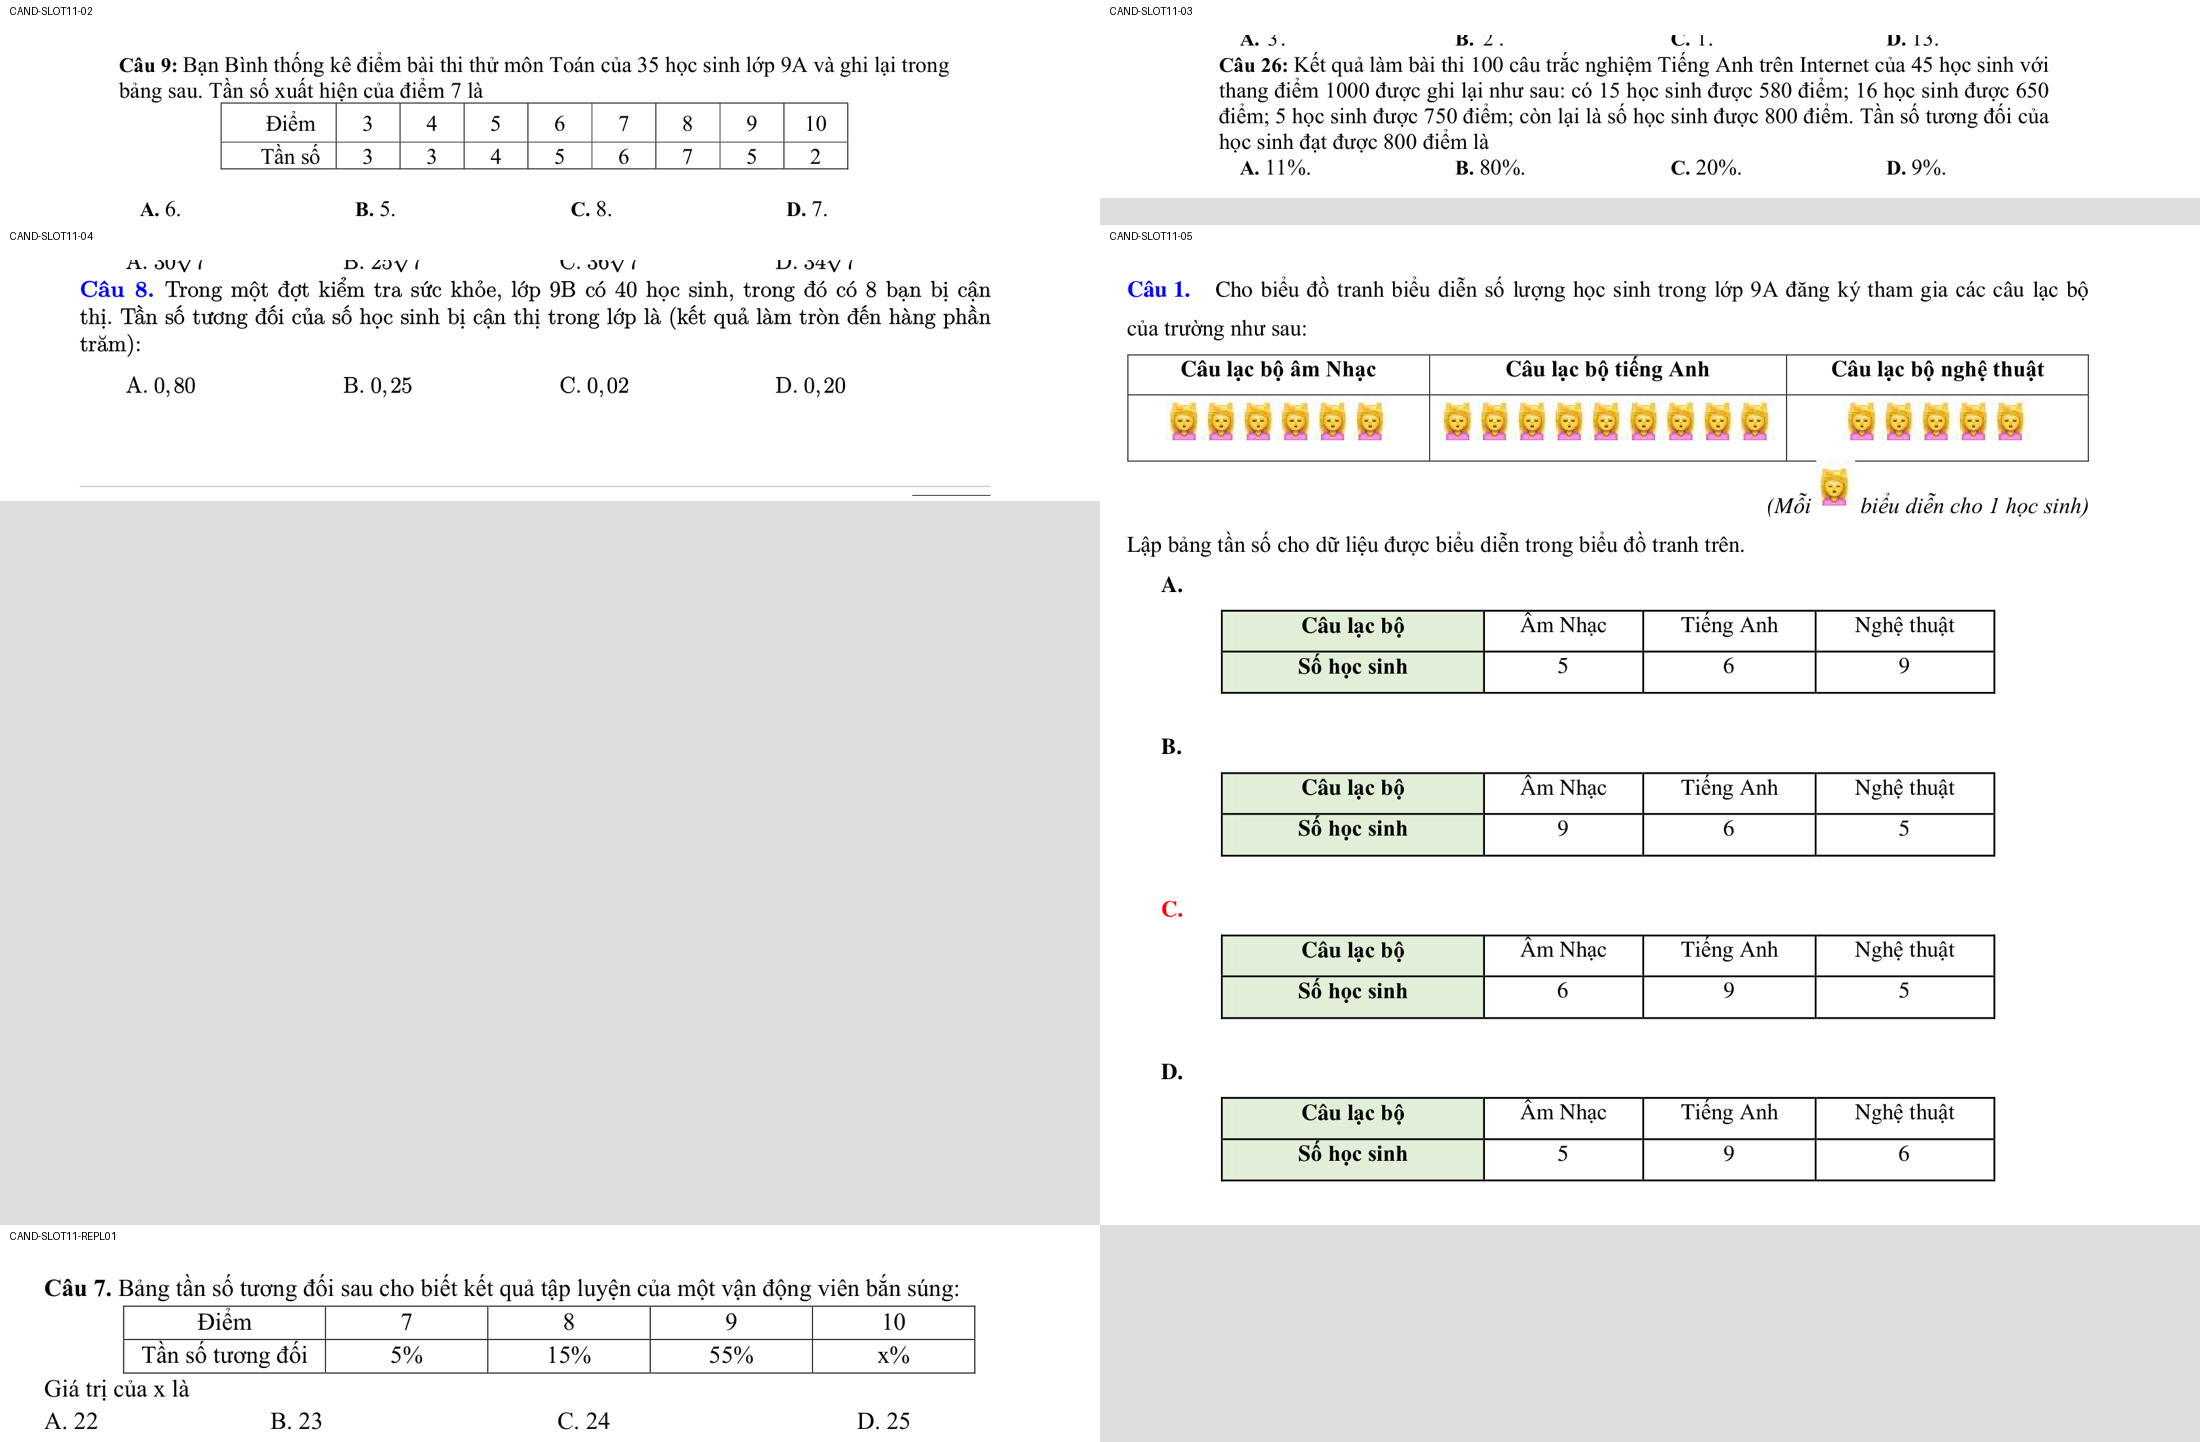 CAND-SLOT11-02
Câu 9: Bạn Bình thống kê điểm bài thi thử môn Toán của 35 học sinh lớp 9A và ghi lại trong
bảng sau. Tần số xuất hiện của điểm 7 là
Điểm 3 4 5 6 7 8 9 10
Tần số 3 3 4 5 6 7 5 2
A. 6. B. 5. C. 8. D. 7.
CAND-SLOT11-03
A. 3. B. 2. C. 1. D. 13.
Câu 26: Kết quả làm bài thi 100 câu trắc nghiệm Tiếng Anh trên Internet của 45 học sinh với
thang điểm 1000 được ghi lại như sau: có 15 học sinh được 580 điểm; 16 học sinh được 650
điểm; 5 học sinh được 750 điểm; còn lại là số học sinh được 800 điểm. Tần số tương đối của
học sinh đạt được 800 điểm là
A. 11%. B. 80%. C. 20%. D. 9%.
CAND-SLOT11-04
Câu 8. Trong một đợt kiểm tra sức khỏe, lớp 9B có 40 học sinh, trong đó có 8 bạn bị cận
thị. Tần số tương đối của số học sinh bị cận thị trong lớp là (kết quả làm tròn đến hàng phần
trăm):
A. 0,80 B. 0,25 C. 0,02 D. 0,20
CAND-SLOT11-05
Câu 1. Cho biểu đồ tranh biểu diễn số lượng học sinh trong lớp 9A đăng ký tham gia các câu lạc bộ
của trường như sau:
Câu lạc bộ âm Nhạc Câu lạc bộ tiếng Anh Câu lạc bộ nghệ thuật
(Mỗi biểu diễn cho 1 học sinh)
Lập bảng tần số cho dữ liệu được biểu diễn trong biểu đồ tranh trên.
A.
Câu lạc bộ Âm Nhạc Tiếng Anh Nghệ thuật
Số học sinh 5 6 9
B.
Câu lạc bộ Âm Nhạc Tiếng Anh Nghệ thuật
Số học sinh 9 6 5
C.
Câu lạc bộ Âm Nhạc Tiếng Anh Nghệ thuật
Số học sinh 6 9 5
D.
Câu lạc bộ Âm Nhạc Tiếng Anh Nghệ thuật
Số học sinh 5 9 6
CAND-SLOT11-REPL01
Câu 7. Bảng tần số tương đối sau cho biết kết quả tập luyện của một vận động viên bắn súng:
Điểm 7 8 9 10
Tần số tương đối 5% 15% 55% x%
Giá trị của x là
A. 22 B. 23 C. 24 D. 25